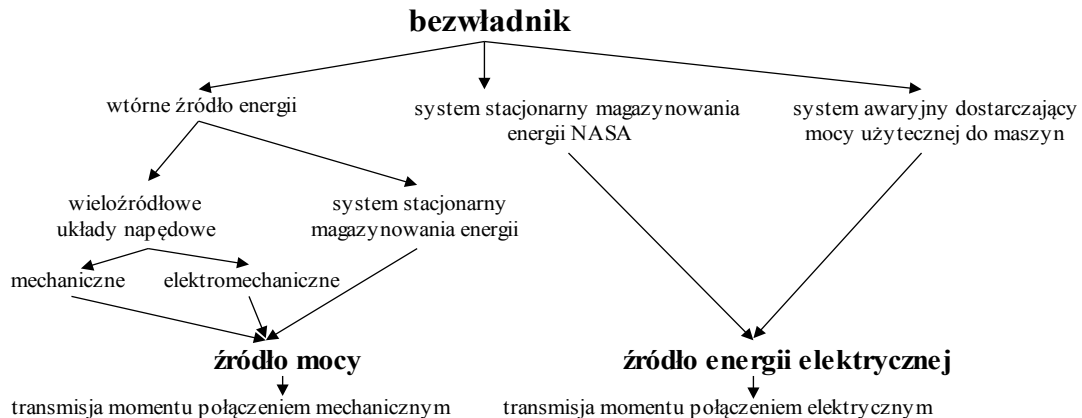 bezwładnik
wtórne źródło energii
system stacjonarny magazynowania
energii NASA
system awaryjny dostarczający
mocy użytecznej do maszyn
wieloźródłowe
układy napędowe
system stacjonarny
magazynowania energii
mechaniczne
elektromechaniczne
źródło mocy
źródło energii elektrycznej
transmisja momentu połączeniem mechanicznym
transmisja momentu połączeniem elektrycznym